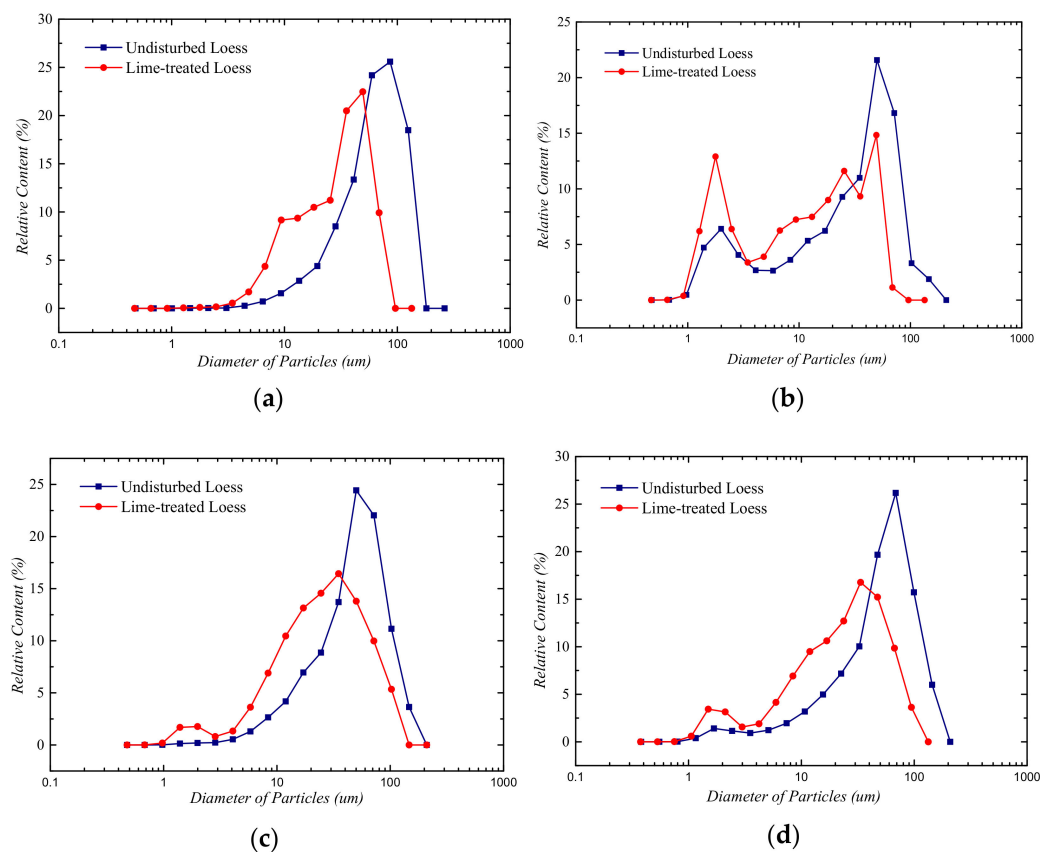 30
25
20
15
10
5
0
Relative Content (%)
Undisturbed Loess
Lime-treated Loess
0.1 1 10 100 1000
Diameter of Particles (um)
(a)
25
20
15
10
5
0
Relative Content (%)
Undisturbed Loess
Lime-treated Loess
0.1 1 10 100 1000
Diameter of Particles (um)
(b)
25
20
15
10
5
0
Relative Content (%)
Undisturbed Loess
Lime-treated Loess
0.1 1 10 100 1000
Diameter of Particles (um)
(c)
30
25
20
15
10
5
0
Relative Content (%)
Undisturbed Loess
Lime-treated Loess
0.1 1 10 100 1000
Diameter of Particles (um)
(d)